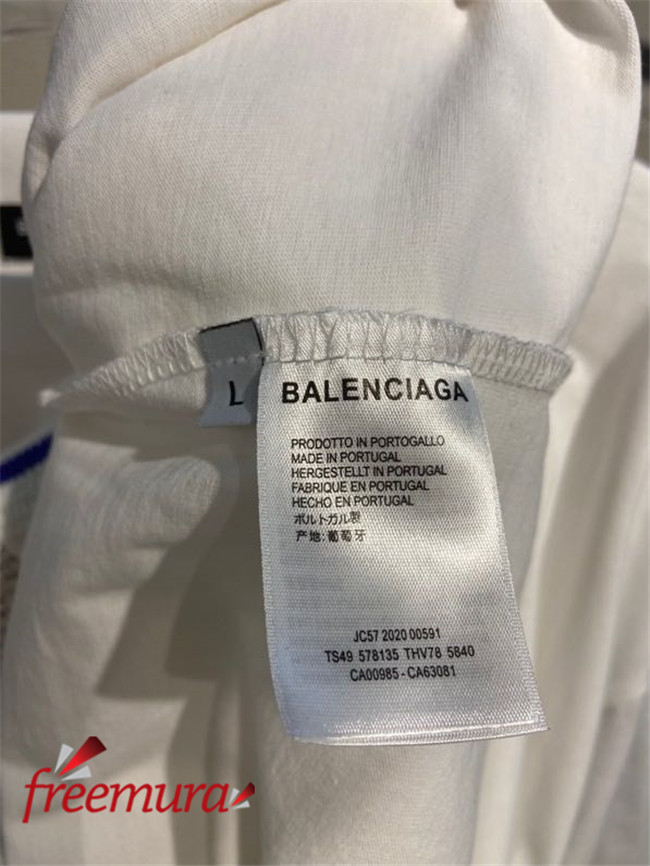 L
BALENCIAGA
PRODOTTO IN PORTOGALLO
MADE IN PORTUGAL
HERGESTELLT IN PORTUGAL
FABRIQUE EN PORTUGAL
HECHO EN PORTUGAL
ポルトガル製
产地: 葡萄牙
JC57 2020 00591
TS49 578135 THV78 5840
CA00985 - CA63081
freemura